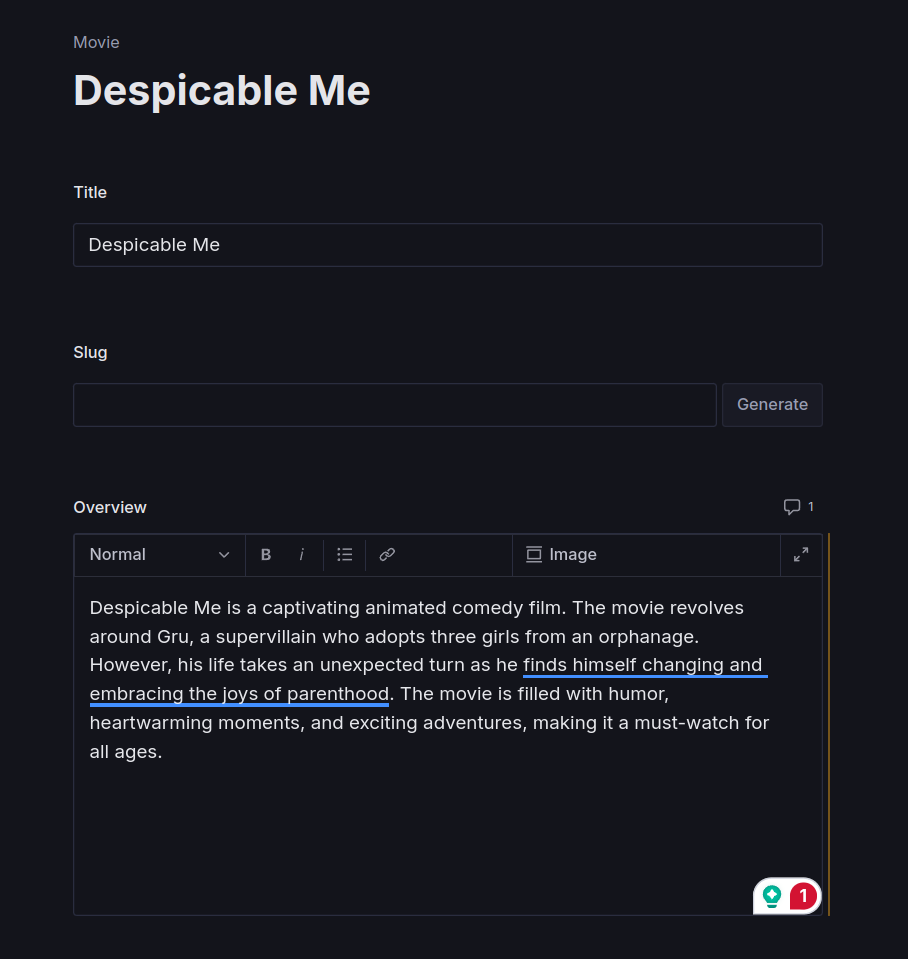 Movie
Despicable Me
Title
Despicable Me
Slug
Generate
Overview
1
Normal
B
i
Image
Despicable Me is a captivating animated comedy film. The movie revolves
around Gru, a supervillain who adopts three girls from an orphanage.
However, his life takes an unexpected turn as he finds himself changing and
embracing the joys of parenthood. The movie is filled with humor,
heartwarming moments, and exciting adventures, making it a must-watch for
all ages.
1